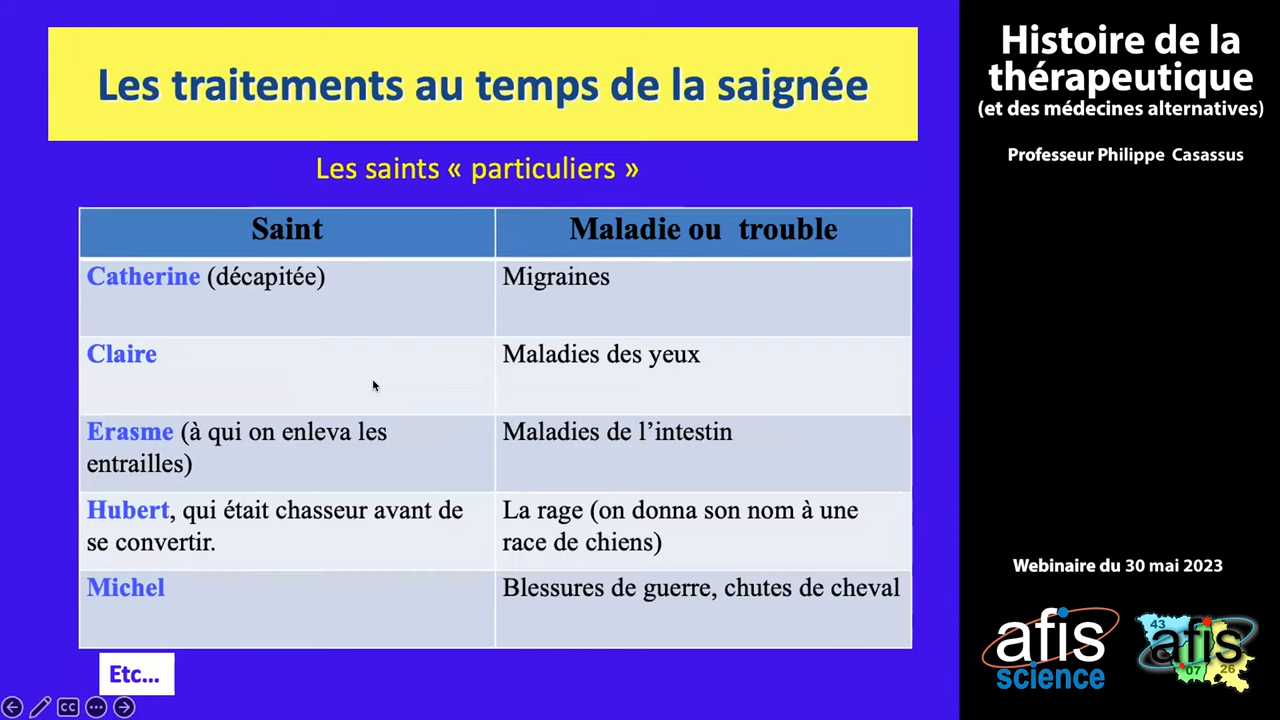 Les traitements au temps de la saignée
Les saints « particuliers »
Saint
Maladie ou trouble
Catherine (décapitée)
Migraines
Claire
Maladies des yeux
Erasme (à qui on enleva les
entrailles)
Maladies de l’intestin
Hubert, qui était chasseur avant de
se convertir.
La rage (on donna son nom à une
race de chiens)
Michel
Blessures de guerre, chutes de cheval
Etc...
CC
Histoire de la
thérapeutique
(et des médecines alternatives)
Professeur Philippe Casassus
Webinaire du 30 mai 2023
afis
science
43
afis
07
26